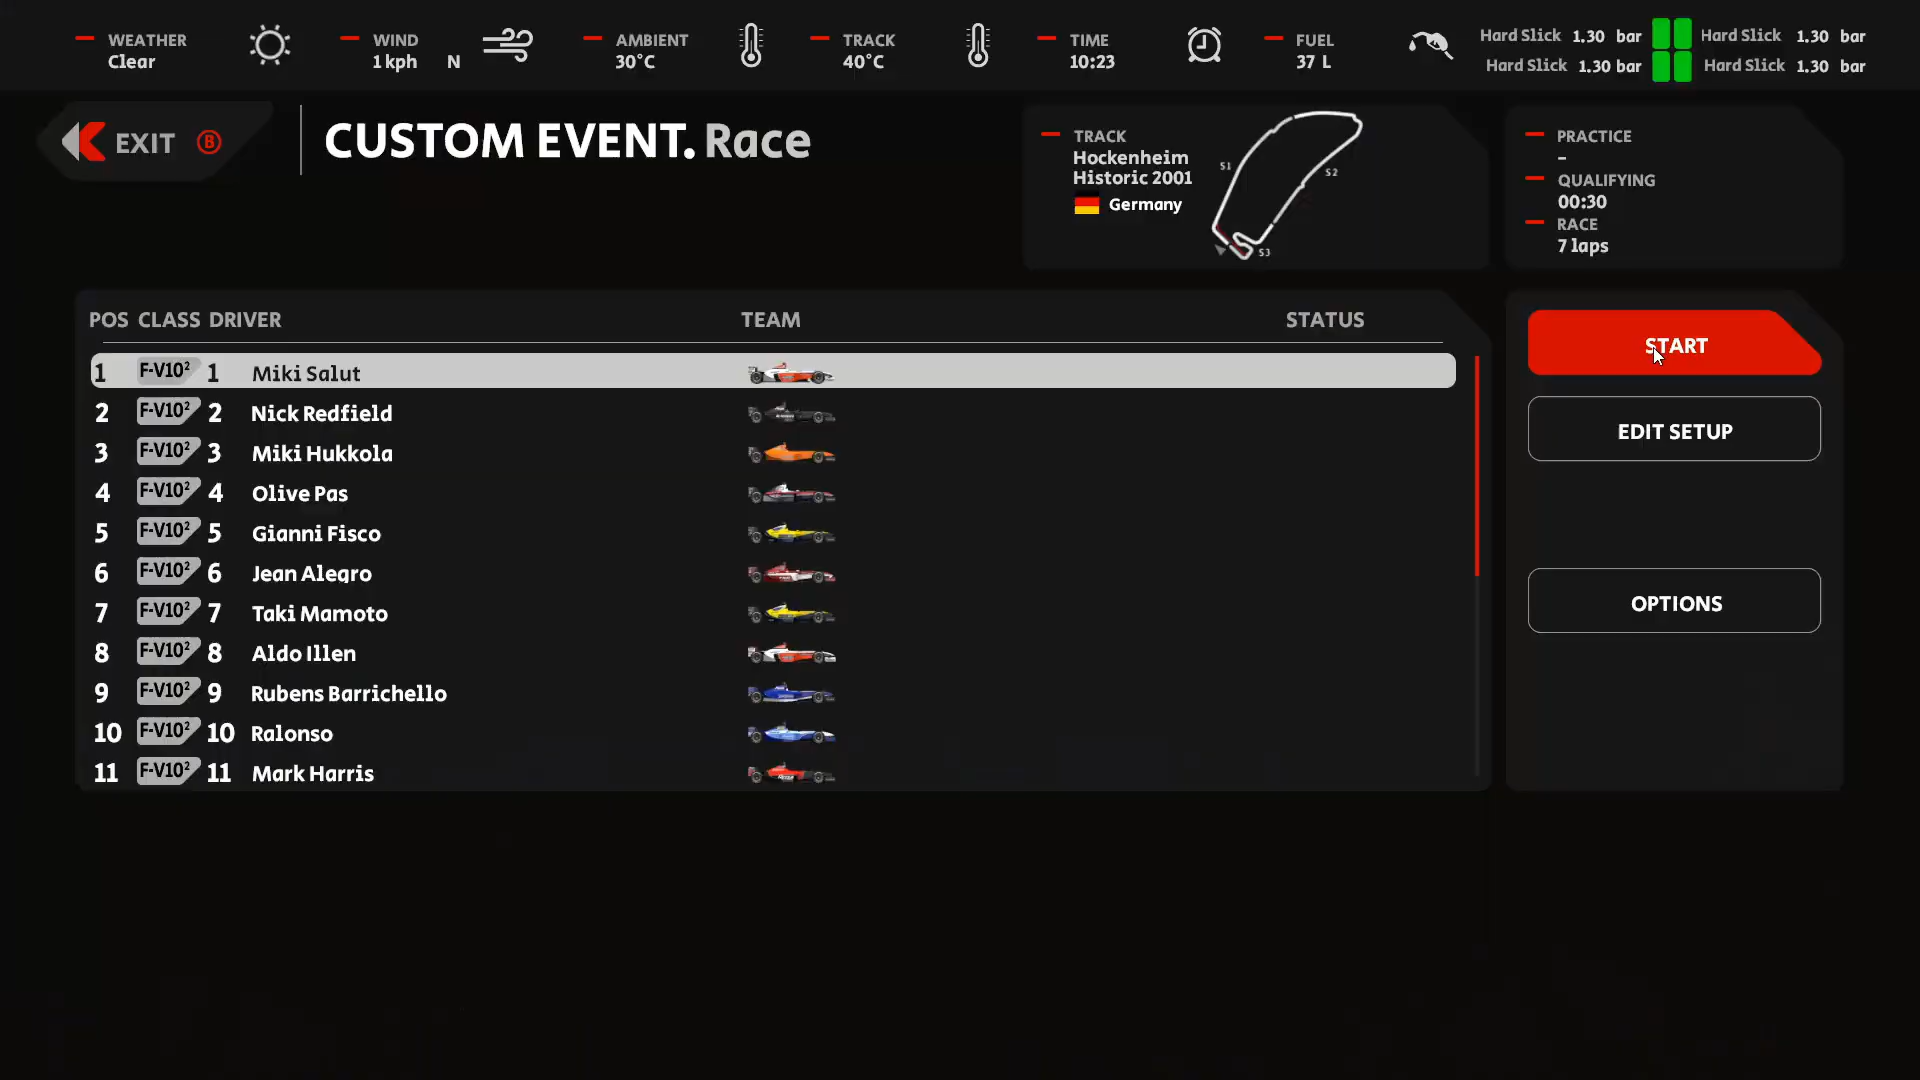 WEATHER
Clear
WIND
1 kph N
AMBIENT
30°C
TRACK
40°C
TIME
10:23
FUEL
37 L
Hard Slick 1.30 bar Hard Slick 1.30 bar
Hard Slick 1.30 bar Hard Slick 1.30 bar
EXIT B
CUSTOM EVENT. Race
TRACK
Hockenheim
Historic 2001
Germany
S1
S2
S3
PRACTICE
–
QUALIFYING
00:30
RACE
7 laps
POS CLASS DRIVER TEAM STATUS
1 F-V10² 1 Miki Salut
2 F-V10² 2 Nick Redfield
3 F-V10² 3 Miki Hukkola
4 F-V10² 4 Olive Pas
5 F-V10² 5 Gianni Fisco
6 F-V10² 6 Jean Alegro
7 F-V10² 7 Taki Mamoto
8 F-V10² 8 Aldo Illen
9 F-V10² 9 Rubens Barrichello
10 F-V10² 10 Ralonso
11 F-V10² 11 Mark Harris
START
EDIT SETUP
OPTIONS